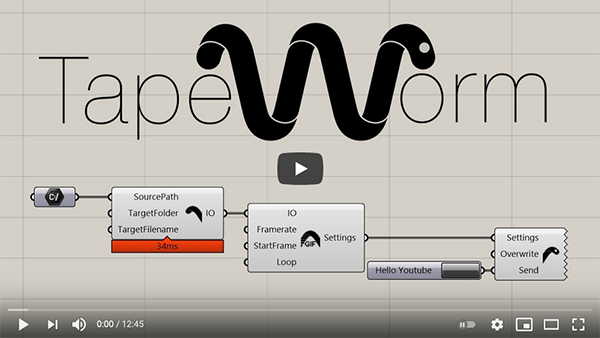 TapeWorm
C/
SourcePath
TargetFolder
TargetFilename
IO
34ms
IO
Framerate
StartFrame
Loop
GIF
Settings
Hello Youtube
Settings
Overwrite
Send
0:00 / 12:45